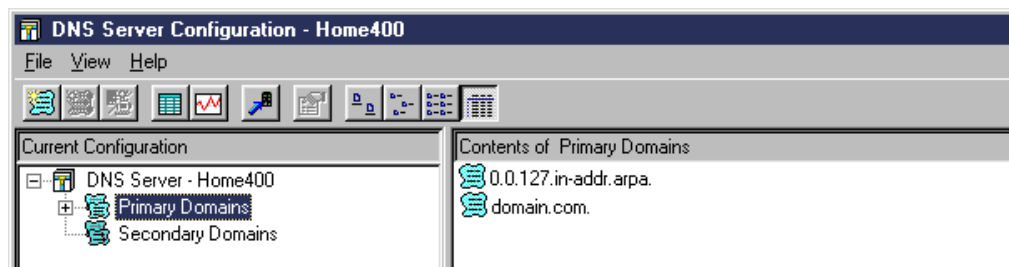 DNS Server Configuration - Home400
File View Help
Current Configuration
Contents of Primary Domains
DNS Server - Home400
Primary Domains
Secondary Domains
0.0.127.in-addr.arpa.
domain.com.